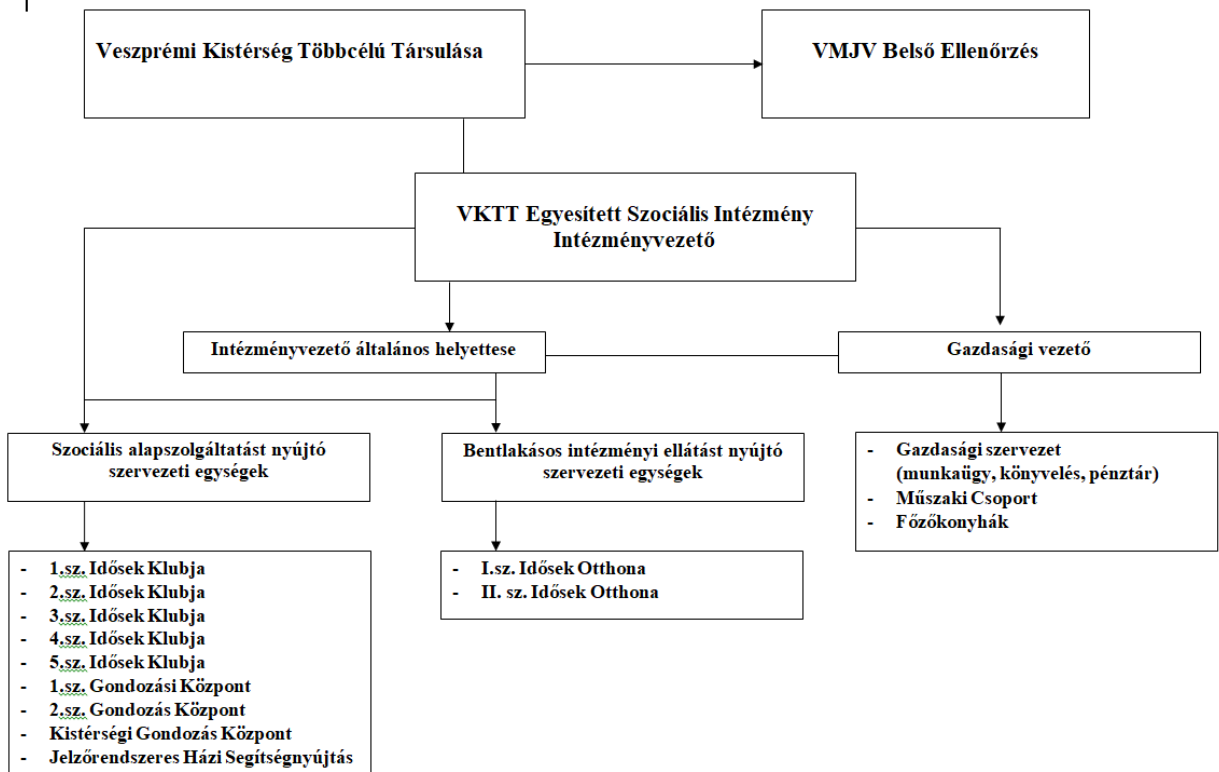 Veszprémi Kistérség Többcélú Társulása
VMJV Belső Ellenőrzés
VKTT Egyesített Szociális Intézmény
Intézményvezető
Intézményvezető általános helyettese
Gazdasági vezető
Szociális alapszolgáltatást nyújtó
szervezeti egységek
Bentlakásos intézményi ellátást nyújtó
szervezeti egységek
- Gazdasági szervezet
(munkaügy, könyvelés, pénztár)
- Műszaki Csoport
- Főzőkonyhák
- 1.sz. Idősek Klubja
- 2.sz. Idősek Klubja
- 3.sz. Idősek Klubja
- 4.sz. Idősek Klubja
- 5.sz. Idősek Klubja
- 1.sz. Gondozási Központ
- 2.sz. Gondozás Központ
- Kistérségi Gondozás Központ
- Jelzőrendszeres Házi Segítségnyújtás
- I.sz. Idősek Otthona
- II. sz. Idősek Otthona